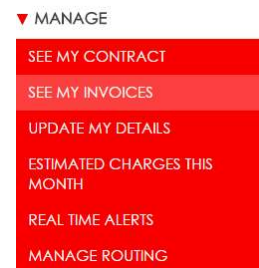 MANAGE
SEE MY CONTRACT
SEE MY INVOICES
UPDATE MY DETAILS
ESTIMATED CHARGES THIS
MONTH
REAL TIME ALERTS
MANAGE ROUTING